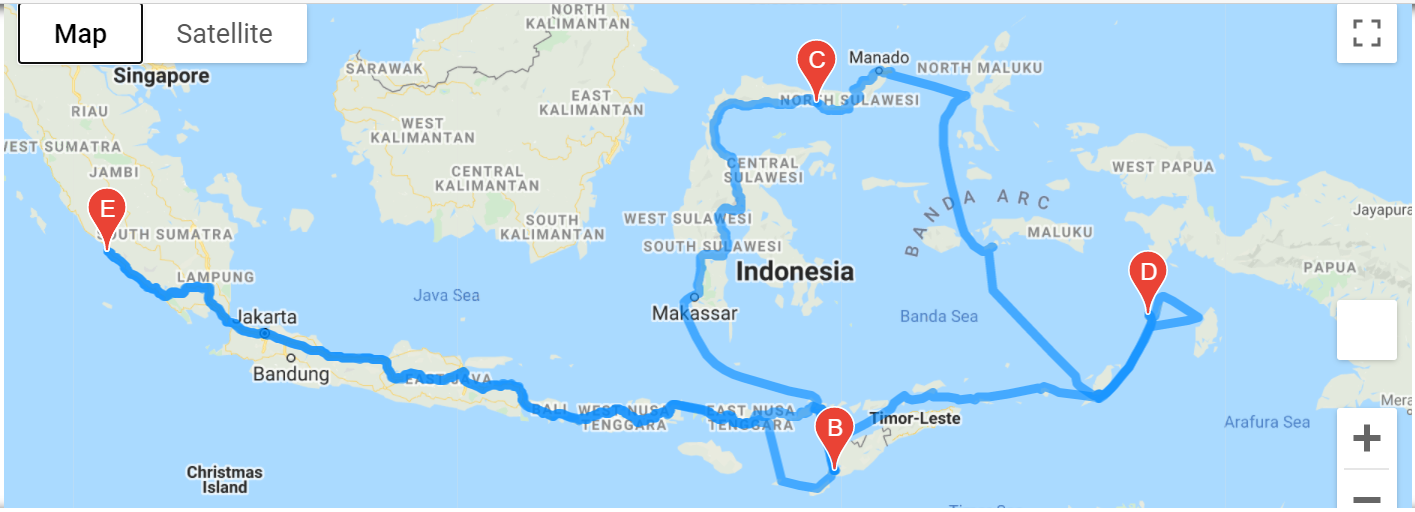 Map
Satellite
NORTH
KALIMANTAN
Singapore
SARAWAK
C
Manado
NORTH MALUKU
RIAU
EAST
KALIMANTAN
NORTH SULAWESI
WEST
KALIMANTAN
WEST SUMATRA
JAMBI
CENTRAL
KALIMANTAN
CENTRAL
SULAWESI
WEST PAPUA
E
SOUTH SUMATRA
SOUTH
KALIMANTAN
WEST SULAWESI
SOUTH SULAWESI
BANDA ARC
MALUKU
Jayapura
LAMPUNG
Indonesia
D
PAPUA
Java Sea
Jakarta
Makassar
Banda Sea
Bandung
EAST JAVA
BALI
WEST NUSA
TENGGARA
EAST NUSA
TENGGARA
B
Timor-Leste
Arafura Sea
Mera
Christmas
Island